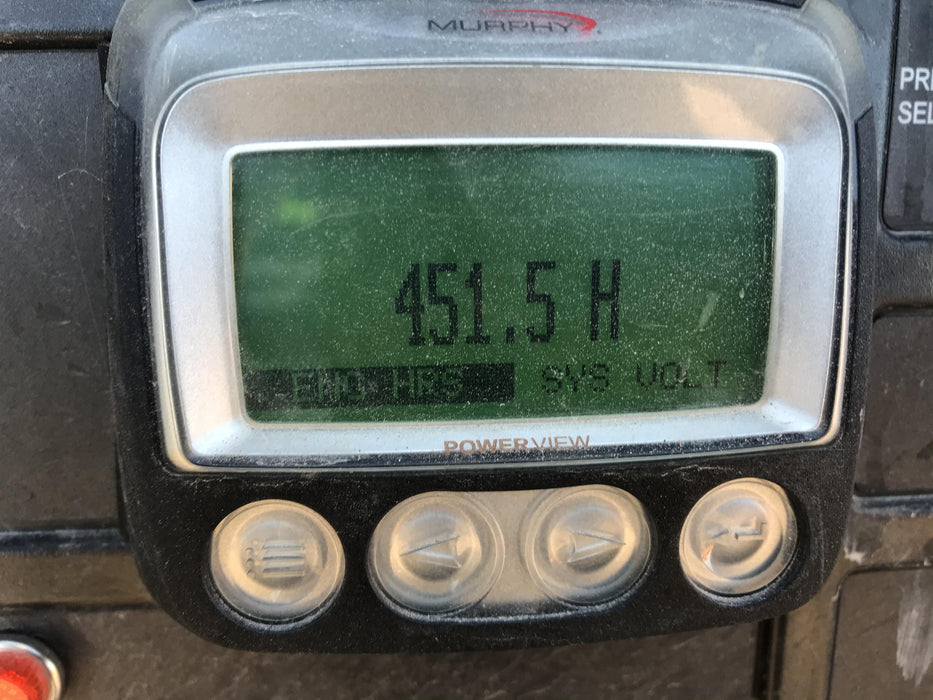 MURPHY
PRE
SEL
451.5 H
ENG HRS SYS VOLT
POWERVIEW